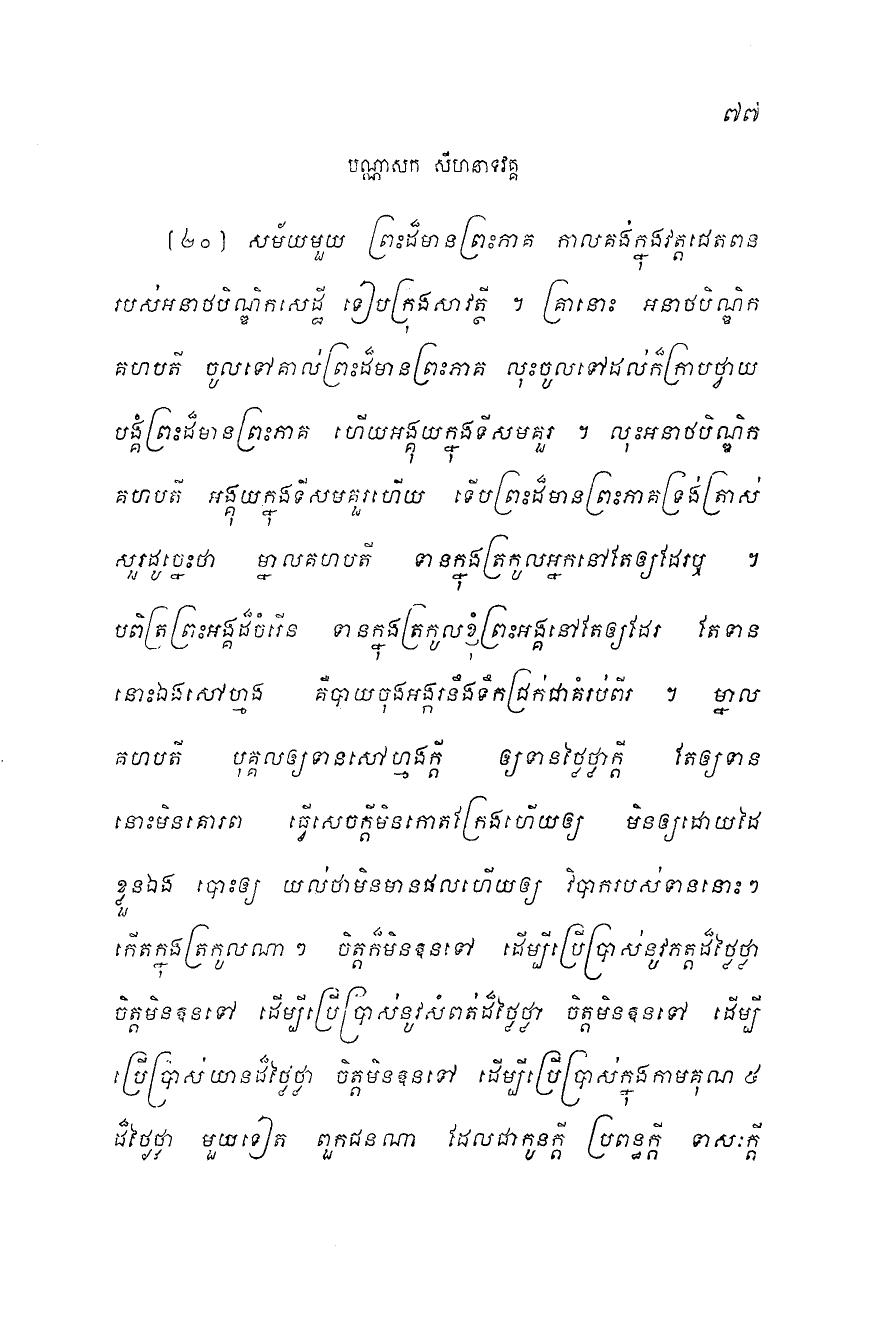 ៧៧
បណ្ណាសក សីហនាទវគ្គ
[២០] សម័យមួយ ព្រះដ៏មានព្រះភាគ កាលគង់ក្នុងវត្តជេតពន
របស់អនាថបិណ្ឌិកសេដ្ឋី ទៀបក្រុងសាវត្ថី ។ គ្រានោះ អនាថបិណ្ឌិក
គហបតី ចូលទៅគាល់ព្រះដ៏មានព្រះភាគ លុះចូលទៅដល់ក៏ក្រាបថ្វាយ
បង្គំព្រះដ៏មានព្រះភាគ ហើយអង្គុយក្នុងទីសមគួរ ។ លុះអនាថបិណ្ឌិក
គហបតី អង្គុយក្នុងទីសមគួរហើយ ទើបព្រះដ៏មានព្រះភាគទ្រង់ត្រាស់
សួរដូច្នេះថា ម្នាលគហបតី ទានក្នុងត្រកូលអ្នកនៅតែឲ្យដែរឬ ។
បពិត្រព្រះអង្គដ៏ចំរើន ទានក្នុងត្រកូលខ្ញុំព្រះអង្គនៅតែឲ្យដែរ តែទាន
នោះឯងសៅហ្មង គឺបាយចុងអង្ករនឹងទឹកជ្រក់ជាគំរប់ពីរ ។ ម្នាល
គហបតី បុគ្គលឲ្យទានសៅហ្មងក្តី ឲ្យទានថ្លៃថ្លាក្តី តែឲ្យទាន
នោះមិនគោរព ធ្វើសេចក្តីមិនកោតក្រែងហើយឲ្យ មិនឲ្យដោយដៃ
ខ្លួនឯង បោះឲ្យ យល់ថាមិនមានផលហើយឲ្យ វិបាករបស់ទាននោះៗ
កើតក្នុងត្រកូលណាៗ ចិត្តក៏មិនឱនទៅ ដើម្បីប្រើប្រាស់នូវភត្តដ៏ថ្លៃថ្លា
ចិត្តមិនឱនទៅ ដើម្បីប្រើប្រាស់នូវសំពត់ដ៏ថ្លៃថ្លា ចិត្តមិនឱនទៅ ដើម្បី
ប្រើប្រាស់យានដ៏ថ្លៃថ្លា ចិត្តមិនឱនទៅ ដើម្បីប្រើប្រាស់ក្នុងកាមគុណ ៥
ដ៏ថ្លៃថ្លា មួយទៀត ពួកជនណា ដែលជាកូនក្តី ប្រពន្ធក្តី ទាសៈក្តី